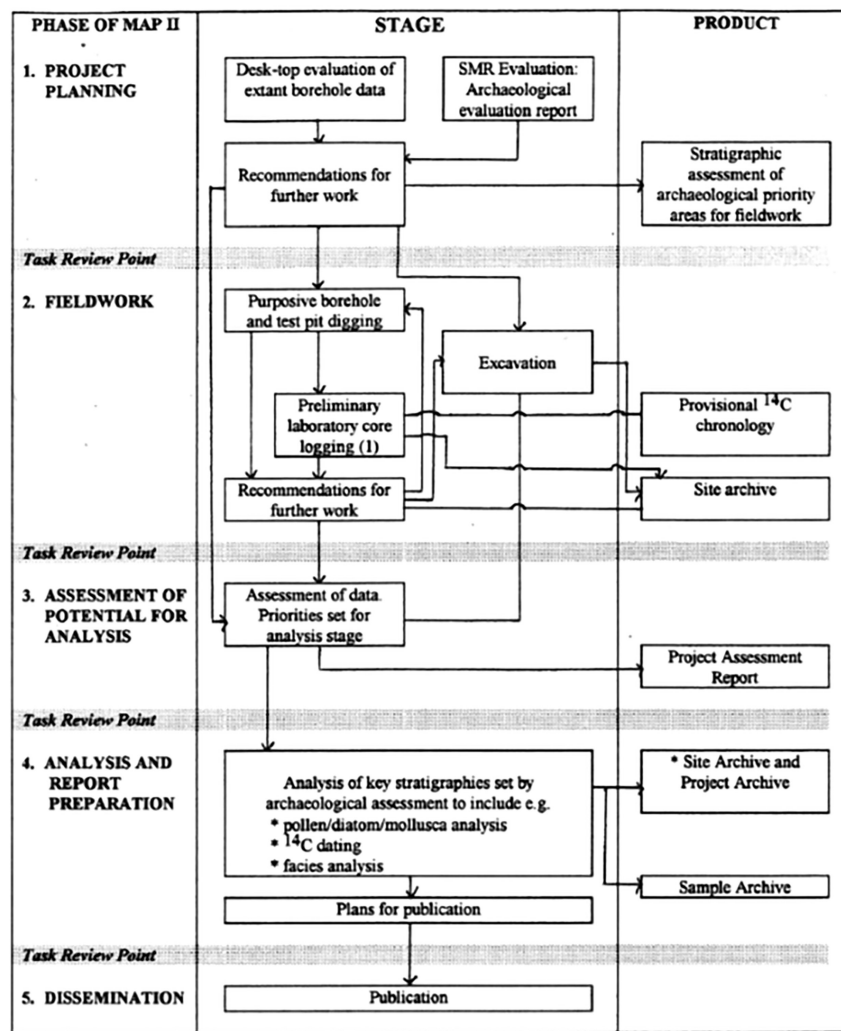 PHASE OF MAP II
STAGE
PRODUCT
1. PROJECT
PLANNING
Desk-top evaluation of
extant borehole data
SMR Evaluation:
Archaeological
evaluation report
Recommendations for
further work
Stratigraphic
assessment of
archaeological priority
areas for fieldwork
Task Review Point
2. FIELDWORK
Purposive borehole
and test pit digging
Excavation
Preliminary
laboratory core
logging (1)
Provisional 14C
chronology
Recommendations for
further work
Site archive
Task Review Point
3. ASSESSMENT OF
POTENTIAL FOR
ANALYSIS
Assessment of data.
Priorities set for
analysis stage
Project Assessment
Report
Task Review Point
4. ANALYSIS AND
REPORT
PREPARATION
Analysis of key stratigraphies set by
archaeological assessment to include e.g.
* pollen/diatom/mollusca analysis
* 14C dating
* facies analysis
* Site Archive and
Project Archive
Sample Archive
Plans for publication
Task Review Point
5. DISSEMINATION
Publication